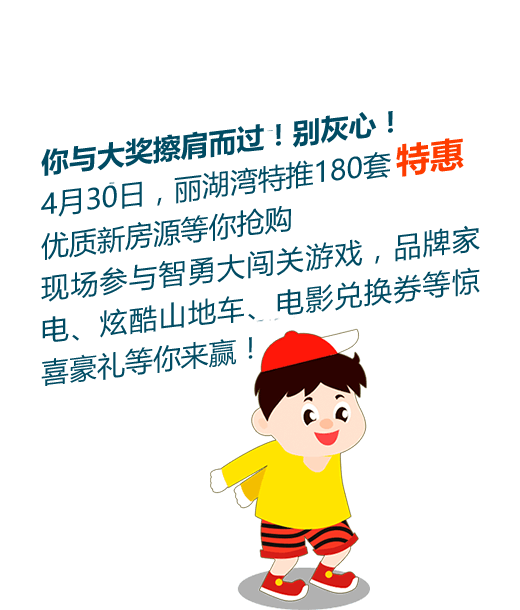 你与大奖擦肩而过！别灰心！
4月30日，丽湖湾特推180套特惠
优质新房源等你抢购
现场参与智勇大闯关游戏，品牌家
电、炫酷山地车、电影兑换券等惊
喜豪礼等你来赢！